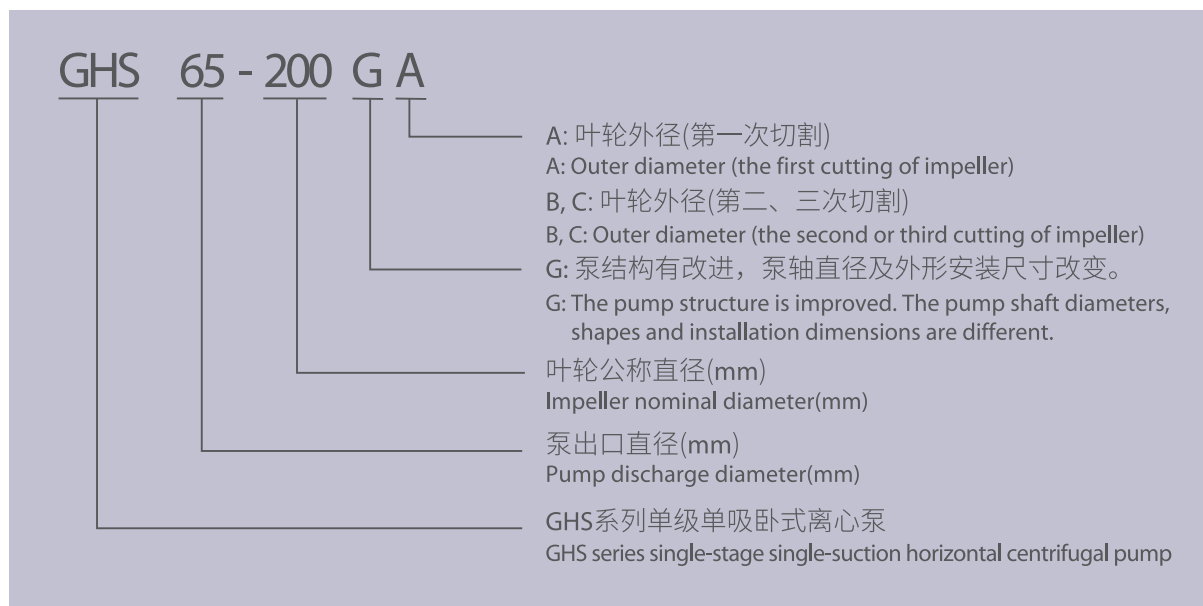 GHS 65 - 200 G A
A: 叶轮外径(第一次切割)
A: Outer diameter (the first cutting of impeller)
B, C: 叶轮外径(第二、三次切割)
B, C: Outer diameter (the second or third cutting of impeller)
G: 泵结构有改进，泵轴直径及外形安装尺寸改变。
G: The pump structure is improved. The pump shaft diameters,
shapes and installation dimensions are different.
叶轮公称直径(mm)
Impeller nominal diameter(mm)
泵出口直径(mm)
Pump discharge diameter(mm)
GHS系列单级单吸卧式离心泵
GHS series single-stage single-suction horizontal centrifugal pump